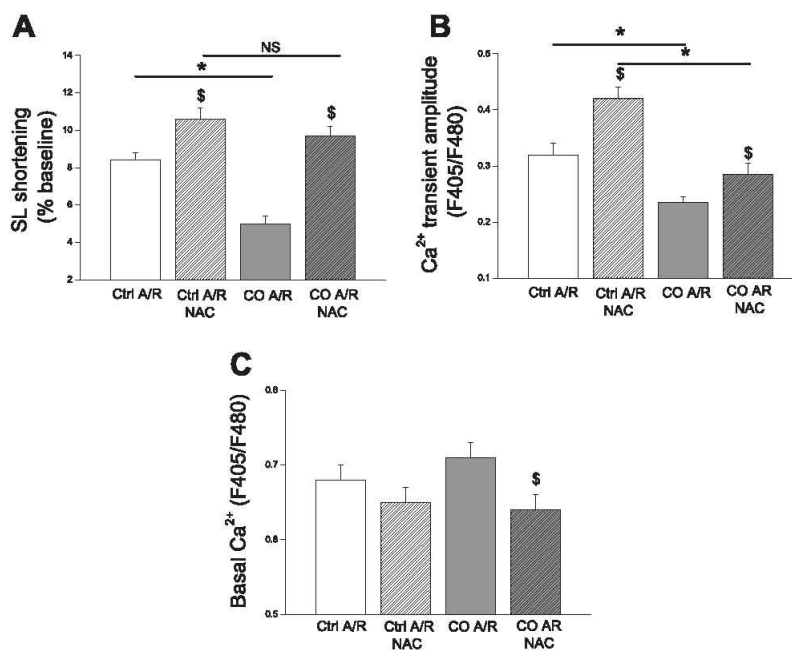 A
SL shortening
(% baseline)
14
12
10
8
6
4
2
NS
*
$
$
Ctrl A/R
Ctrl A/R
NAC
CO A/R
CO A/R
NAC
B
Ca²⁺ transient amplitude
(F405/F480)
0.5
0.4
0.3
0.2
0.1
*
*
$
$
Ctrl A/R
Ctrl A/R
NAC
CO A/R
CO AR
NAC
C
Basal Ca²⁺ (F405/F480)
0.8
0.7
0.6
0.5
$
Ctrl A/R
Ctrl A/R
NAC
CO A/R
CO AR
NAC